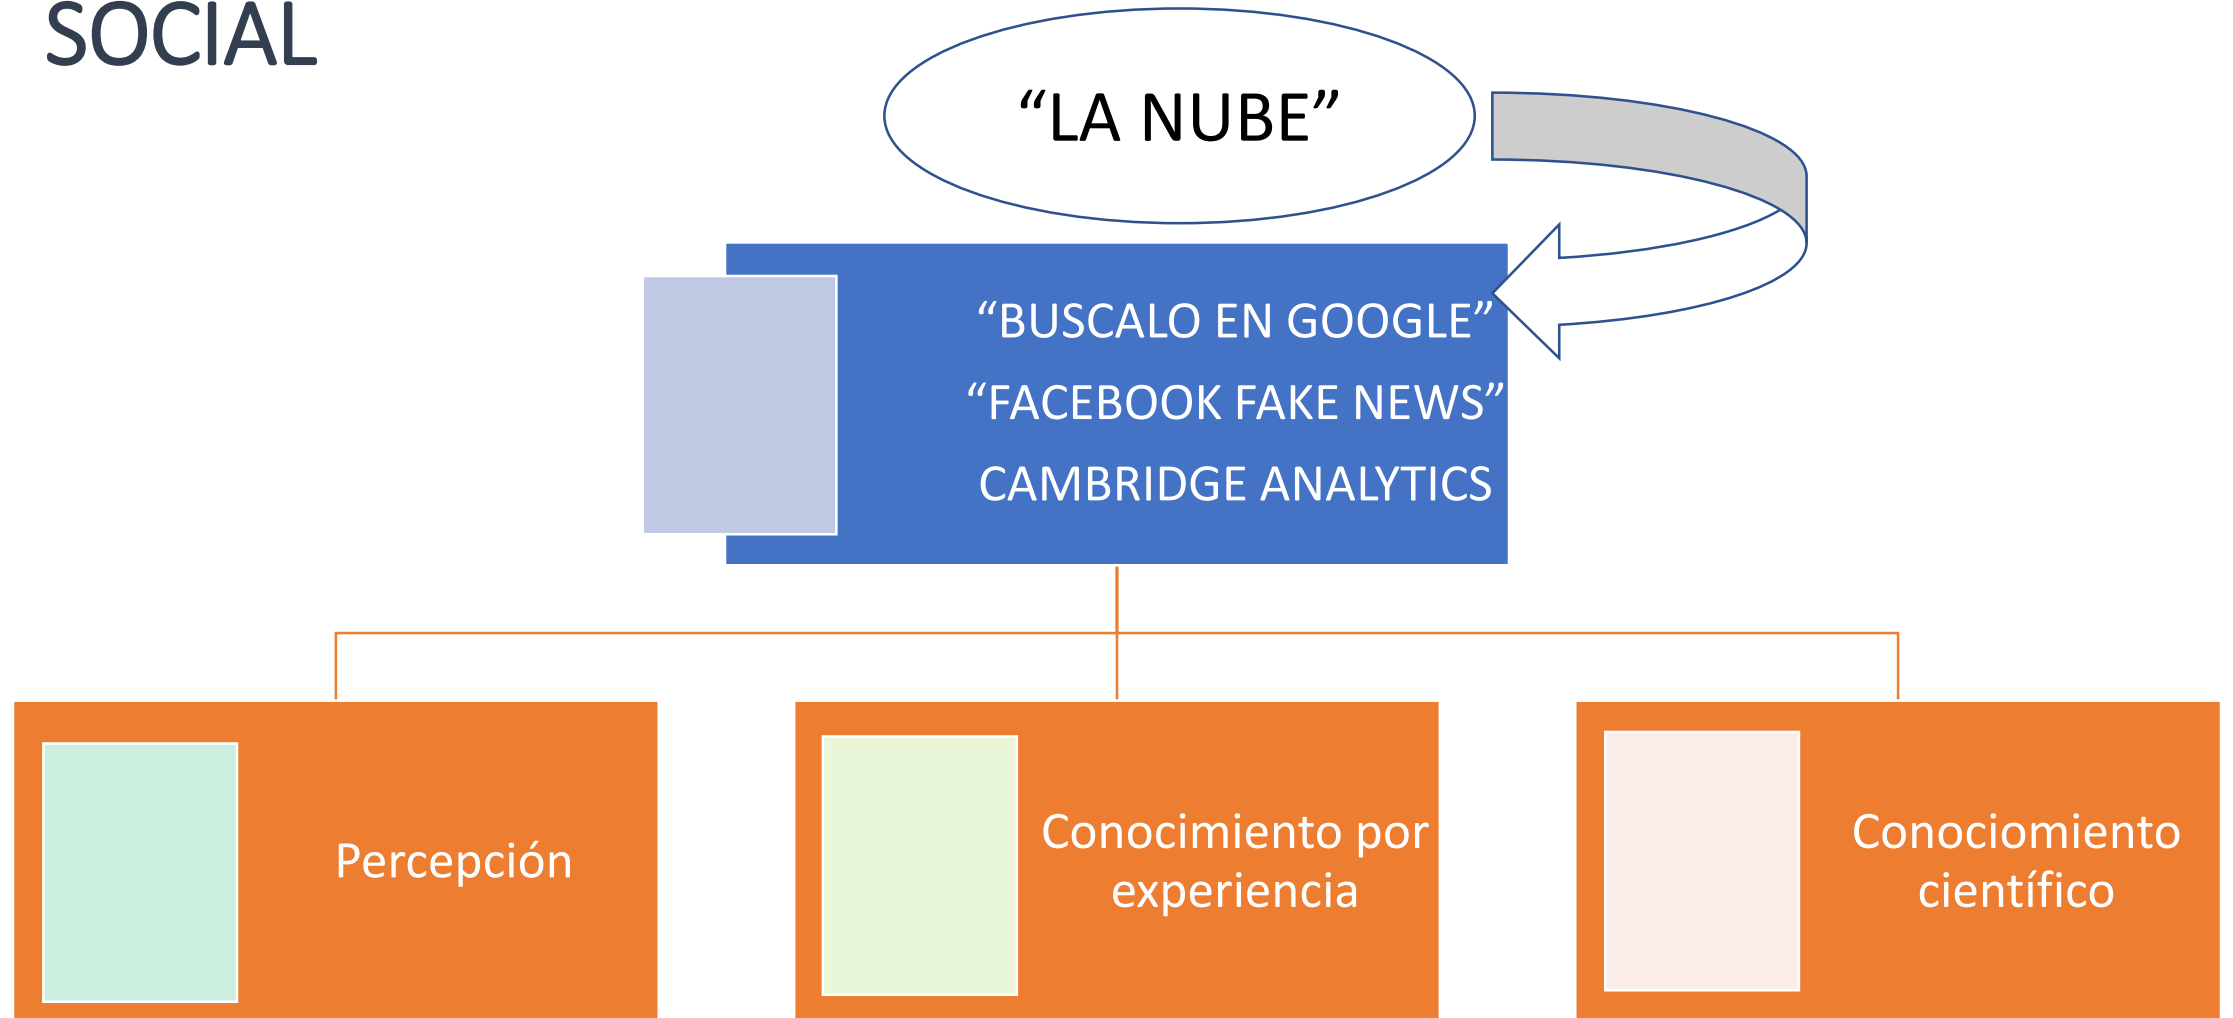 SOCIAL
“LA NUBE”
“BUSCALO EN GOOGLE”
“FACEBOOK FAKE NEWS”
CAMBRIDGE ANALYTICS
Percepción
Conocimiento por
experiencia
Conociomiento
científico